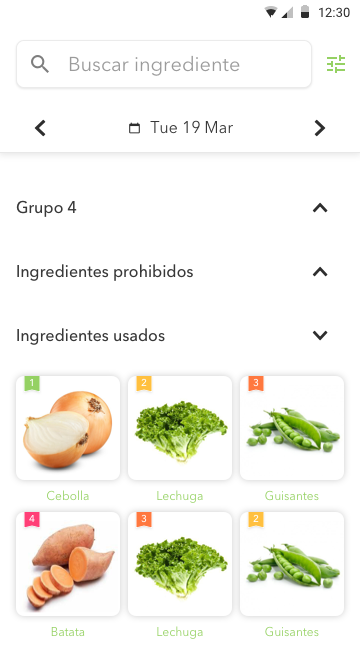 12:30
Buscar ingrediente
Tue 19 Mar
Grupo 4
Ingredientes prohibidos
Ingredientes usados
1 2 3
Cebolla Lechuga Guisantes
4 3 2
Batata Lechuga Guisantes